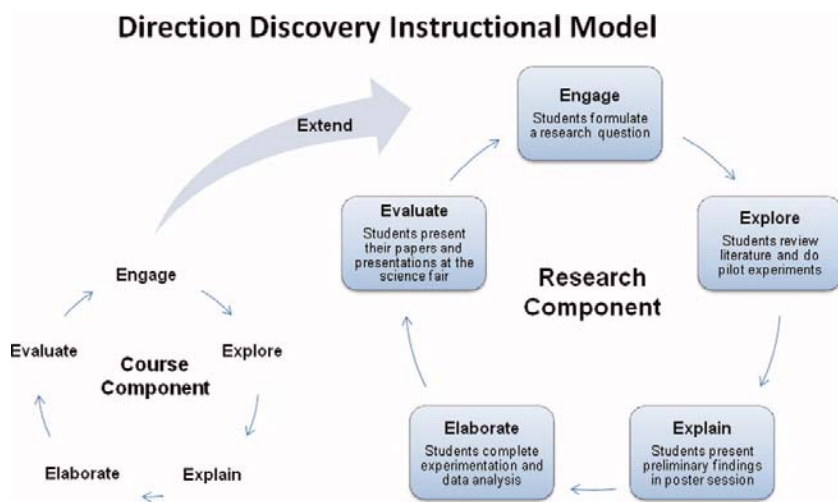 Direction Discovery Instructional Model
Extend
Engage
Students formulate
a research question
Explore
Students review
literature and do
pilot experiments
Explain
Students present
preliminary findings
in poster session
Elaborate
Students complete
experimentation and
data analysis
Evaluate
Students present
their papers and
presentations at the
science fair
Research
Component
Engage
Explore
Explain
Elaborate
Evaluate
Course
Component